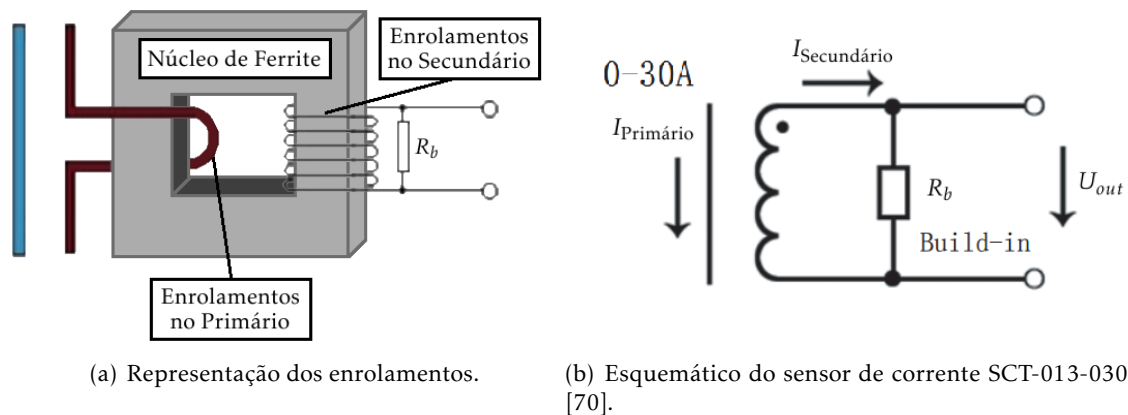 Núcleo de Ferrite
Enrolamentos
no Secundário
R_b
Enrolamentos
no Primário
(a) Representação dos enrolamentos.
0-30A
I_Secundário
I_Primário
R_b
U_out
Build-in
(b) Esquemático do sensor de corrente SCT-013-030
[70].